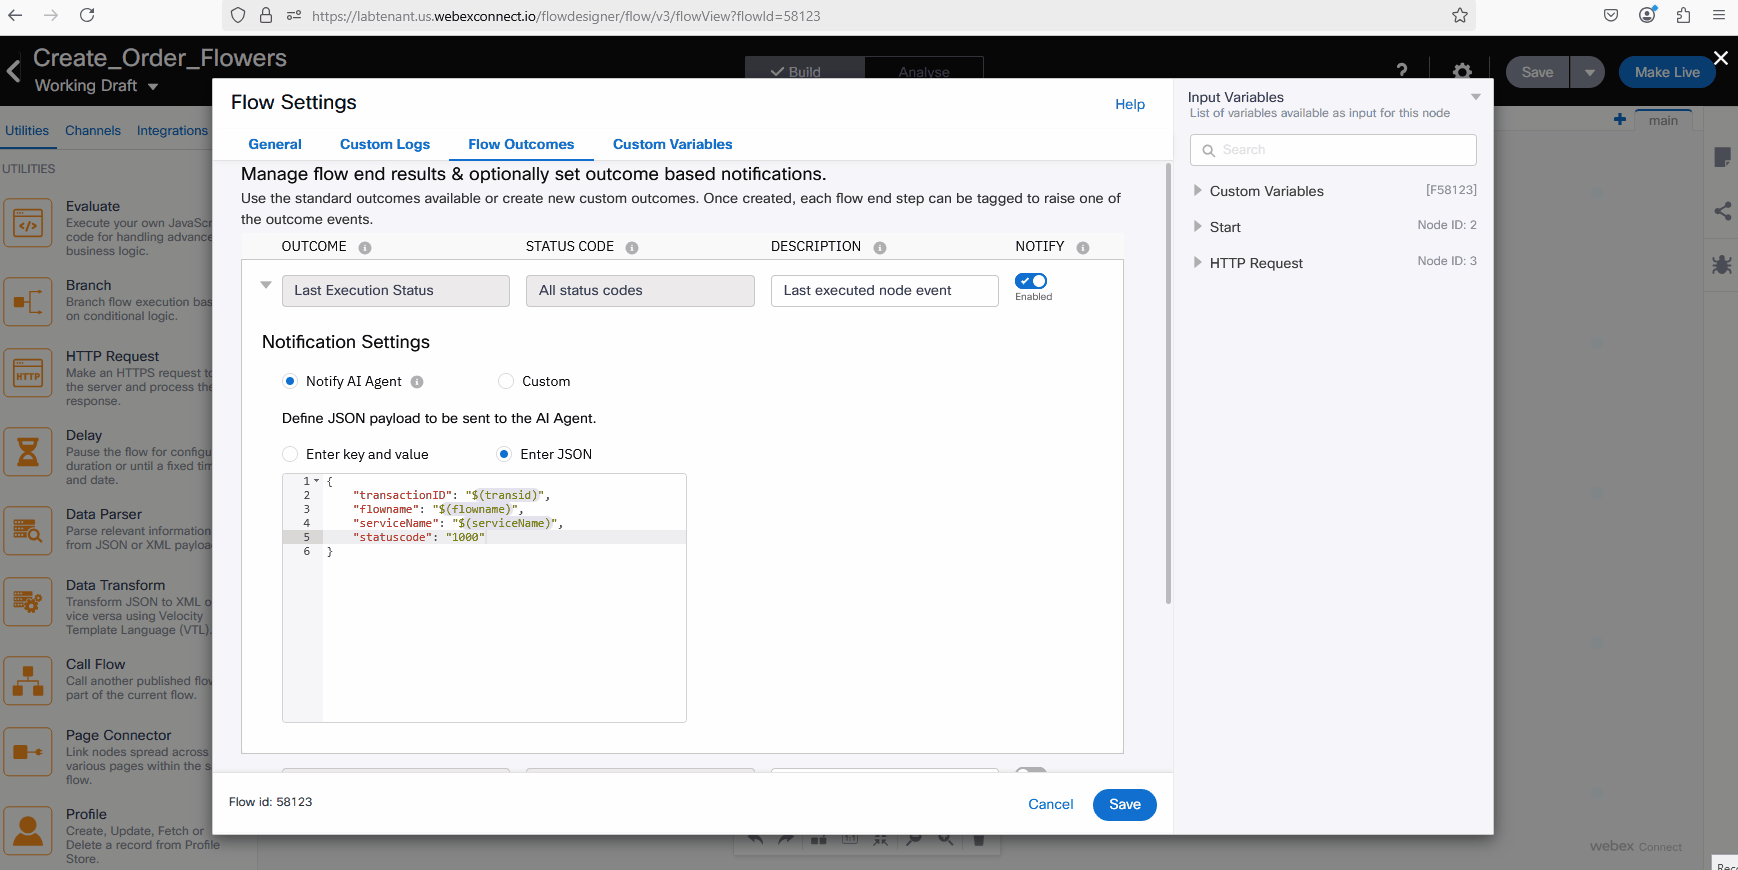 https://labtenant.us.webexconnect.io/flowdesigner/flow/v3/flowView?flowId=58123
Create_Order_Flowers
Working Draft
Build
Analyse
?
Save
Make Live
Utilities
Channels
Integrations
main
UTILITIES
Evaluate
Execute your own JavaScr
code for handling advance
business logic.
Branch
Branch flow execution bas
on conditional logic.
HTTP Request
Make an HTTPS request to
the server and process the
response.
Delay
Pause the flow for configu
duration or until a fixed tim
and date.
Data Parser
Parse relevant information
from JSON or XML payloa
Data Transform
Transform JSON to XML o
vice versa using Velocity
Template Language (VTL).
Call Flow
Call another published flow
part of the current flow.
Page Connector
Link nodes spread across
various pages within the s
flow.
Profile
Create, Update, Fetch or
Delete a record from Profile
Store.
Flow Settings
Help
General
Custom Logs
Flow Outcomes
Custom Variables
Manage flow end results & optionally set outcome based notifications.
Use the standard outcomes available or create new custom outcomes. Once created, each flow end step can be tagged to raise one of
the outcome events.
OUTCOME
STATUS CODE
DESCRIPTION
NOTIFY
Last Execution Status
All status codes
Last executed node event
Enabled
Notification Settings
Notify AI Agent
Custom
Define JSON payload to be sent to the AI Agent.
Enter key and value
Enter JSON
1 {
2 "transactionID": "$(transid)",
3 "flowname": "$(flowname)",
4 "serviceName": "$(serviceName)",
5 "statuscode": "1000"
6 }
Flow id: 58123
Cancel
Save
Input Variables
List of variables available as input for this node
Search
Custom Variables [F58123]
Start Node ID: 2
HTTP Request Node ID: 3
webex Connect